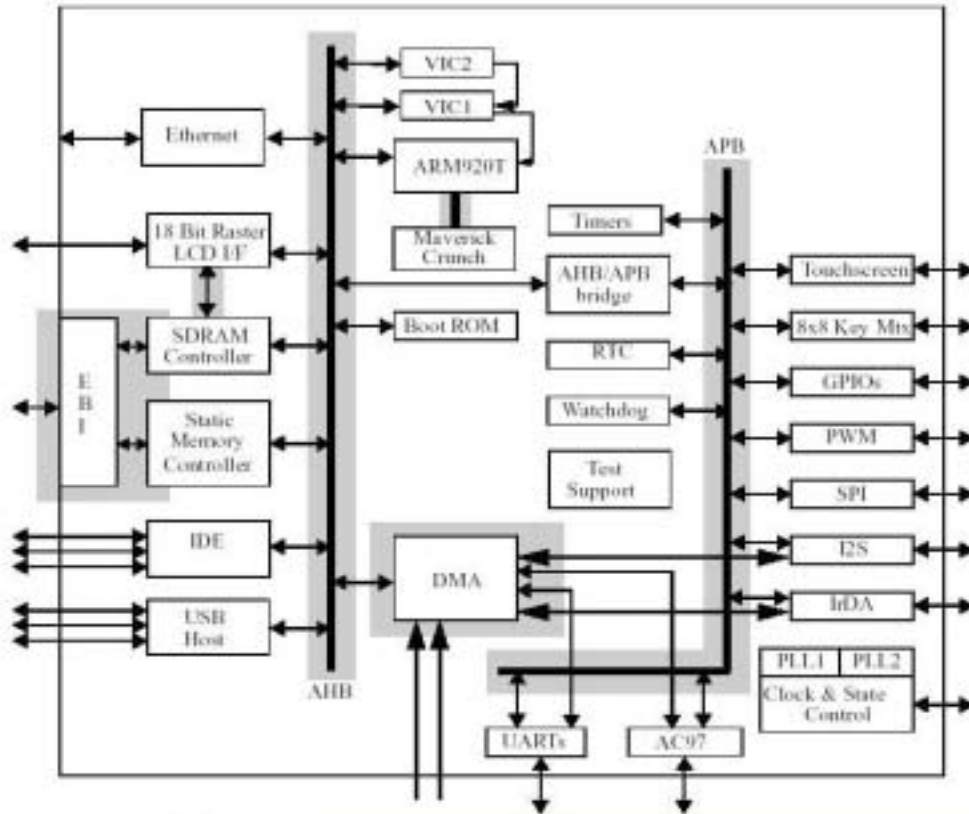 VIC2
VIC1
Ethernet
ARM920T
APB
18 Bit Raster
LCD I/F
Maverick
Crunch
Timers
AHB/APB
bridge
Touchscreen
SDRAM
Controller
Boot ROM
8x8 Key Mix
RTC
E
B
I
GPIOs
Static
Memory
Controller
Watchdog
PWM
Test
Support
SPI
IDE
DMA
I2S
USB
Host
IrDA
AHB
PLL1
PLL2
Clock & State
Control
UARTs
AC97